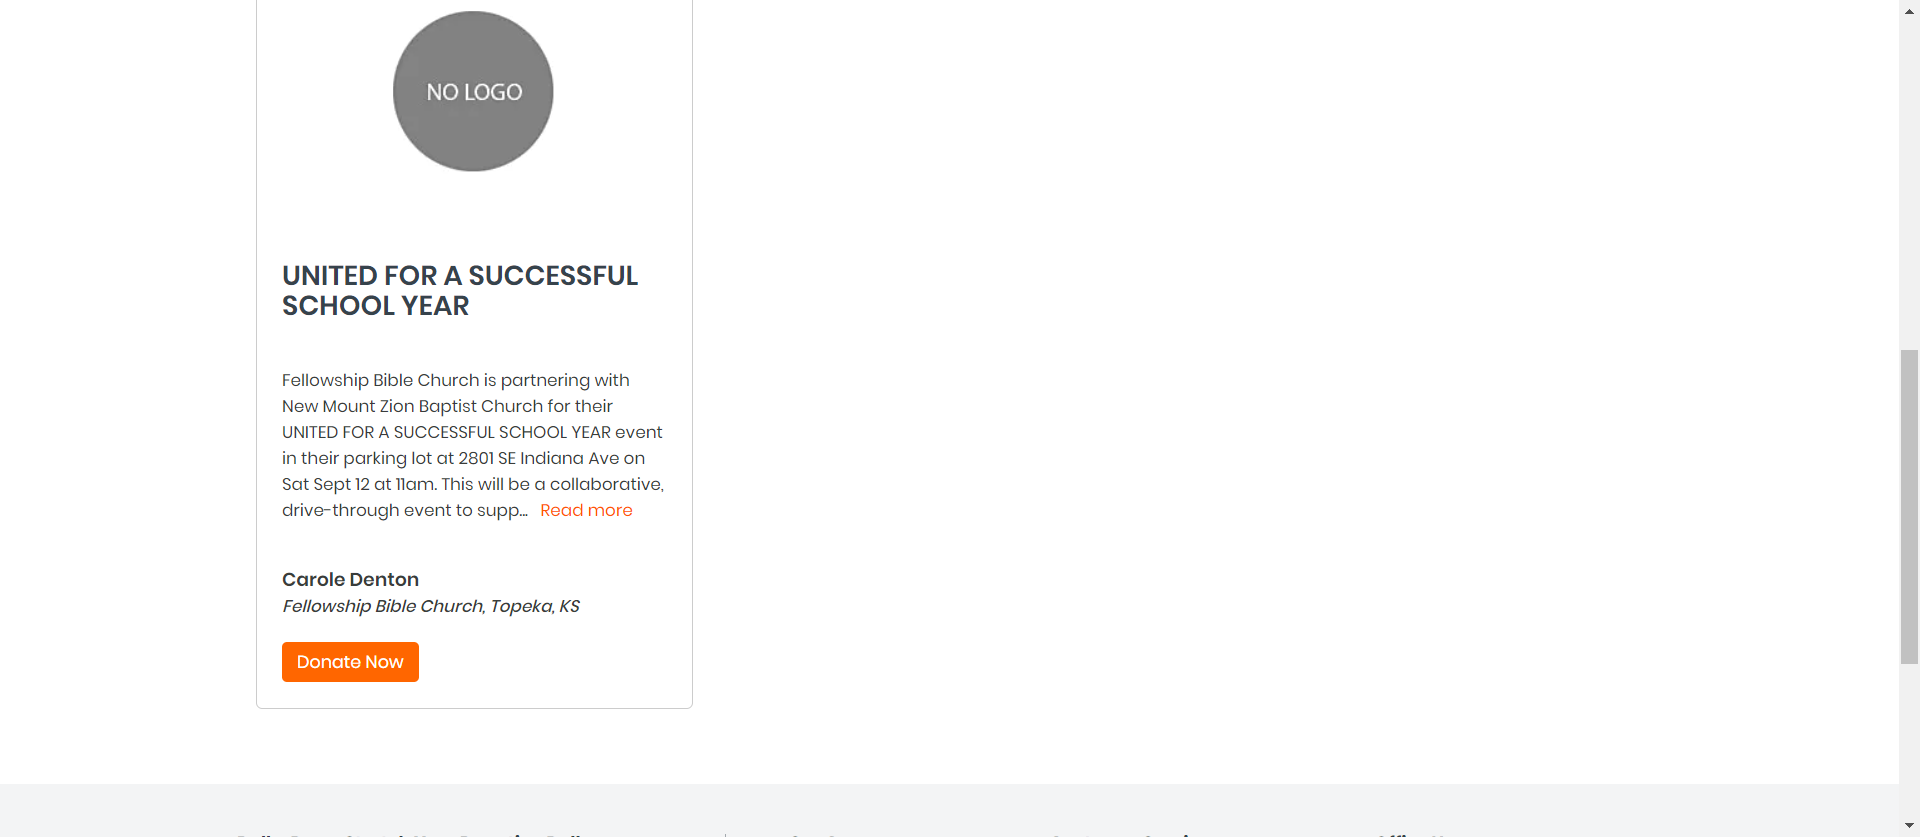 NO LOGO
UNITED FOR A SUCCESSFUL
SCHOOL YEAR
Fellowship Bible Church is partnering with
New Mount Zion Baptist Church for their
UNITED FOR A SUCCESSFUL SCHOOL YEAR event
in their parking lot at 2801 SE Indiana Ave on
Sat Sept 12 at 11am. This will be a collaborative,
drive-through event to supp... Read more
Carole Denton
Fellowship Bible Church, Topeka, KS
Donate Now